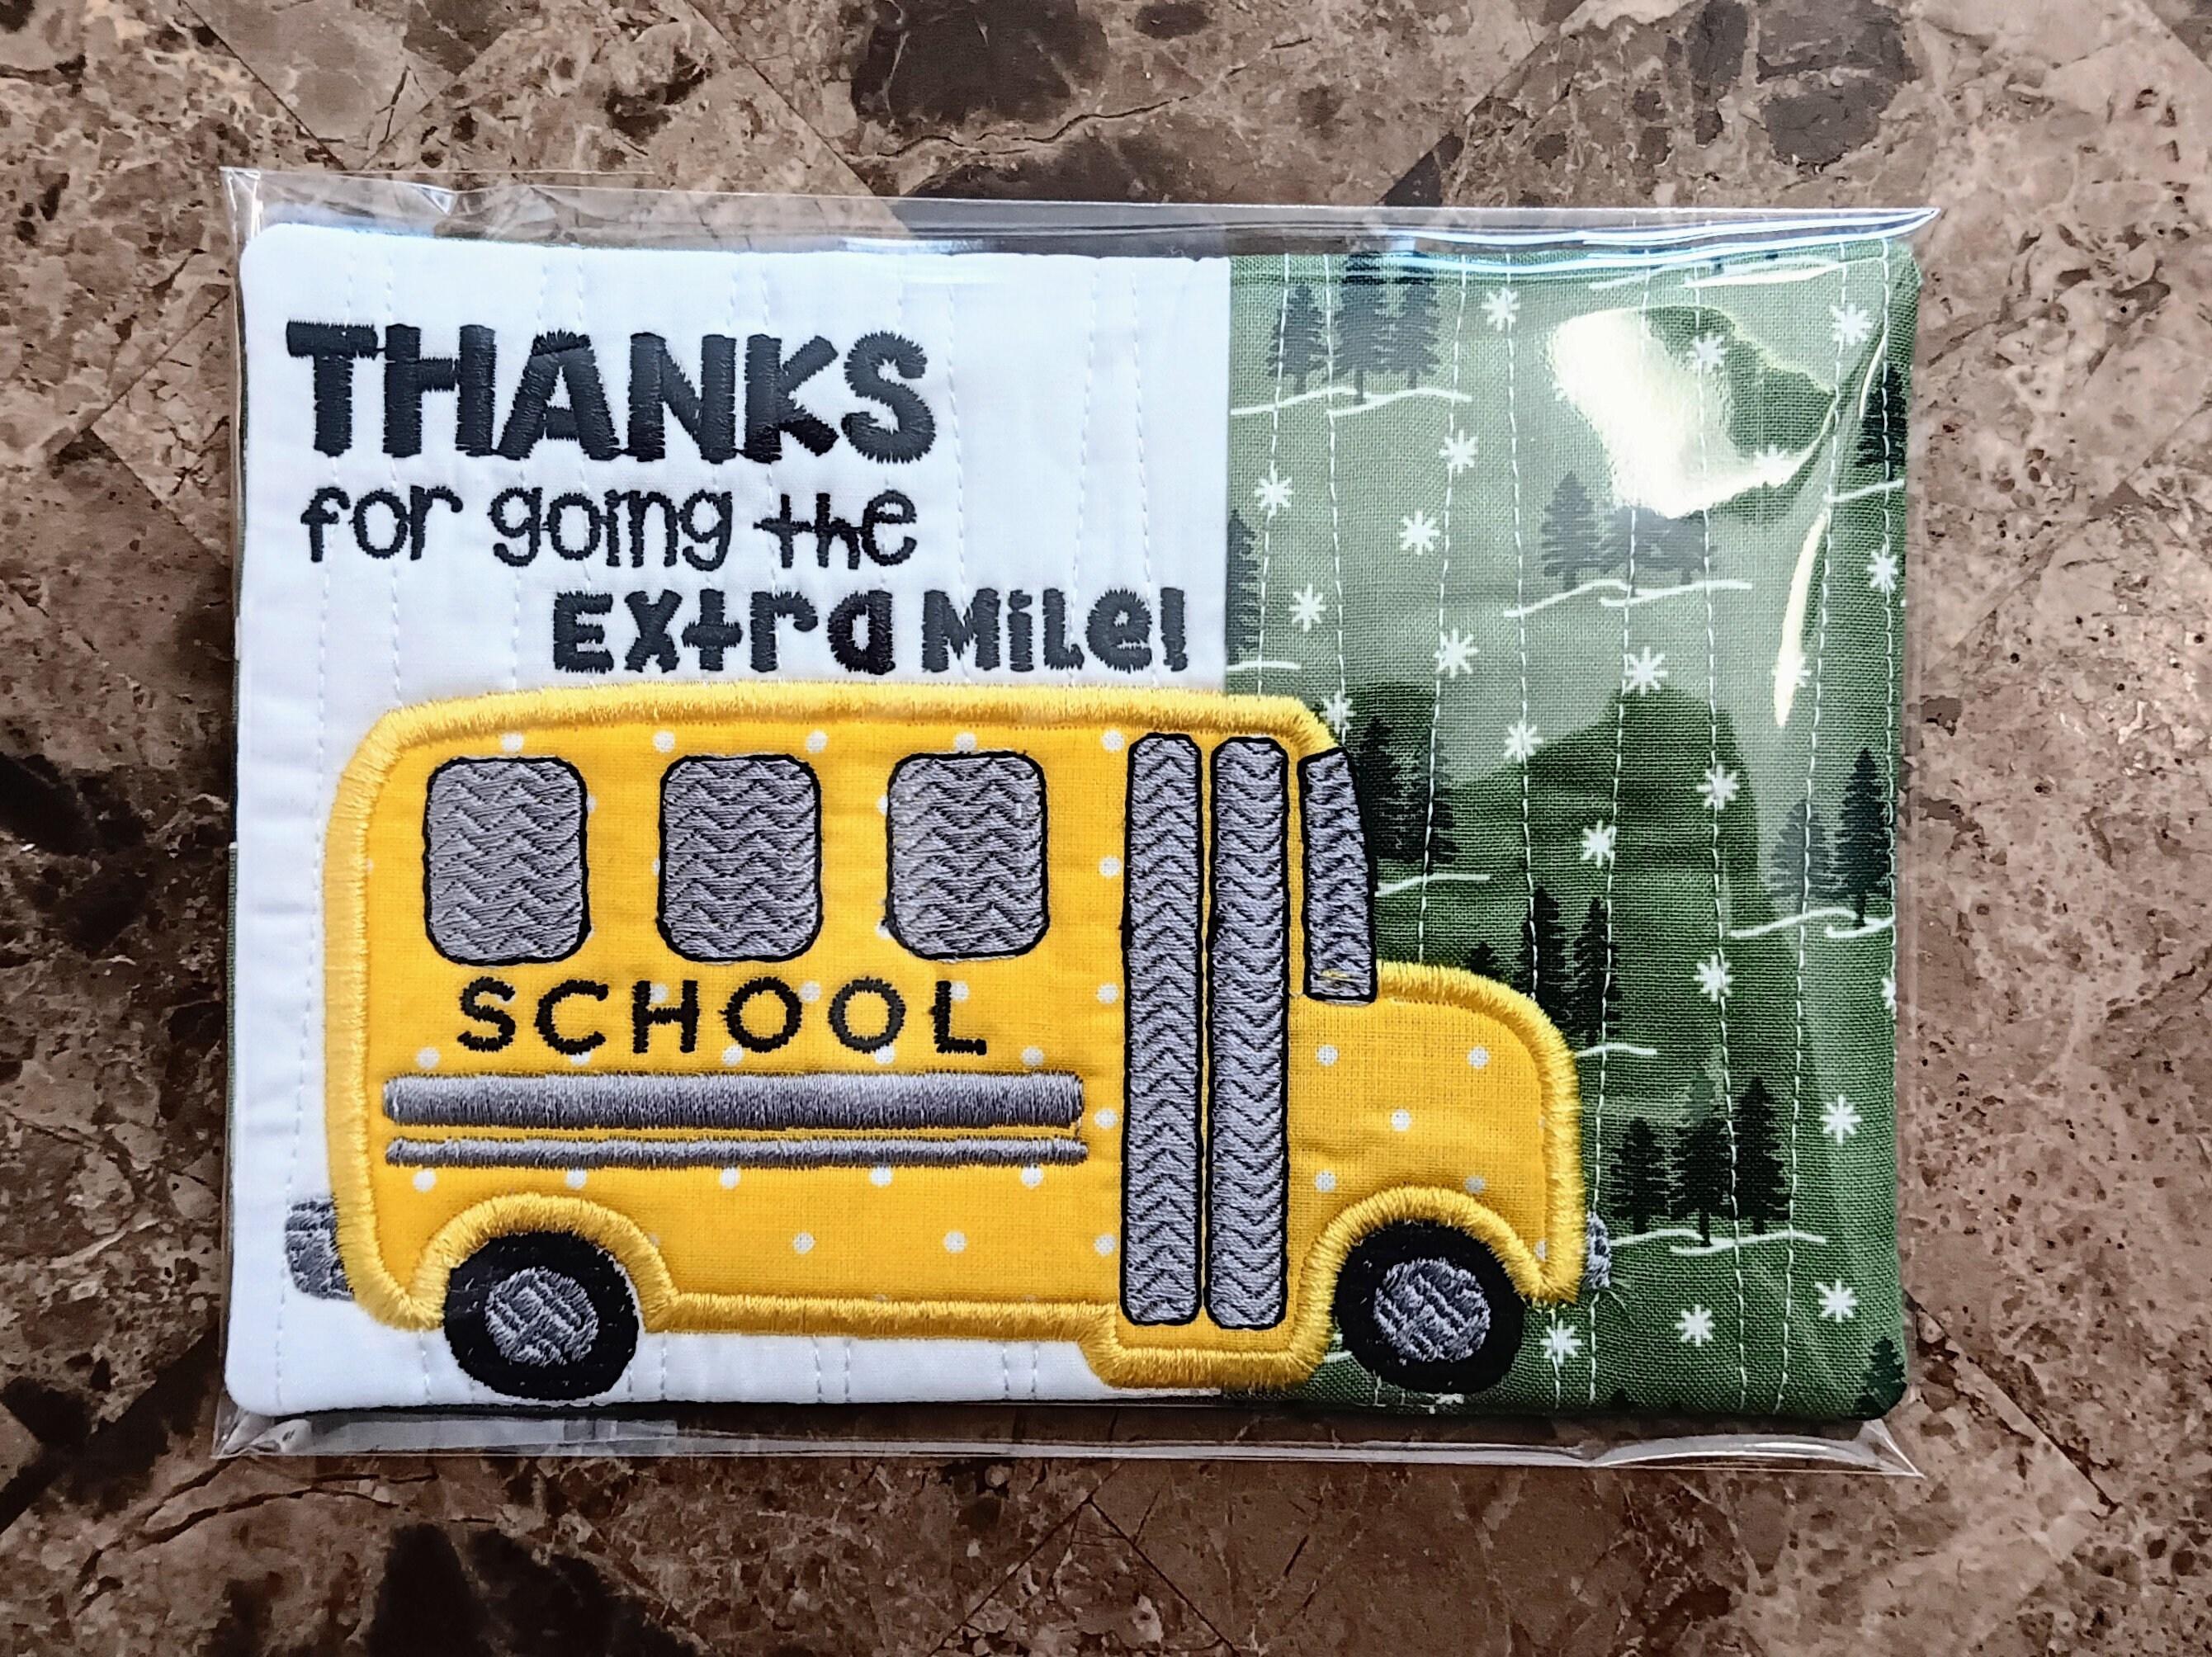 THANKS
for going the
Extra Mile!
SCHOOL